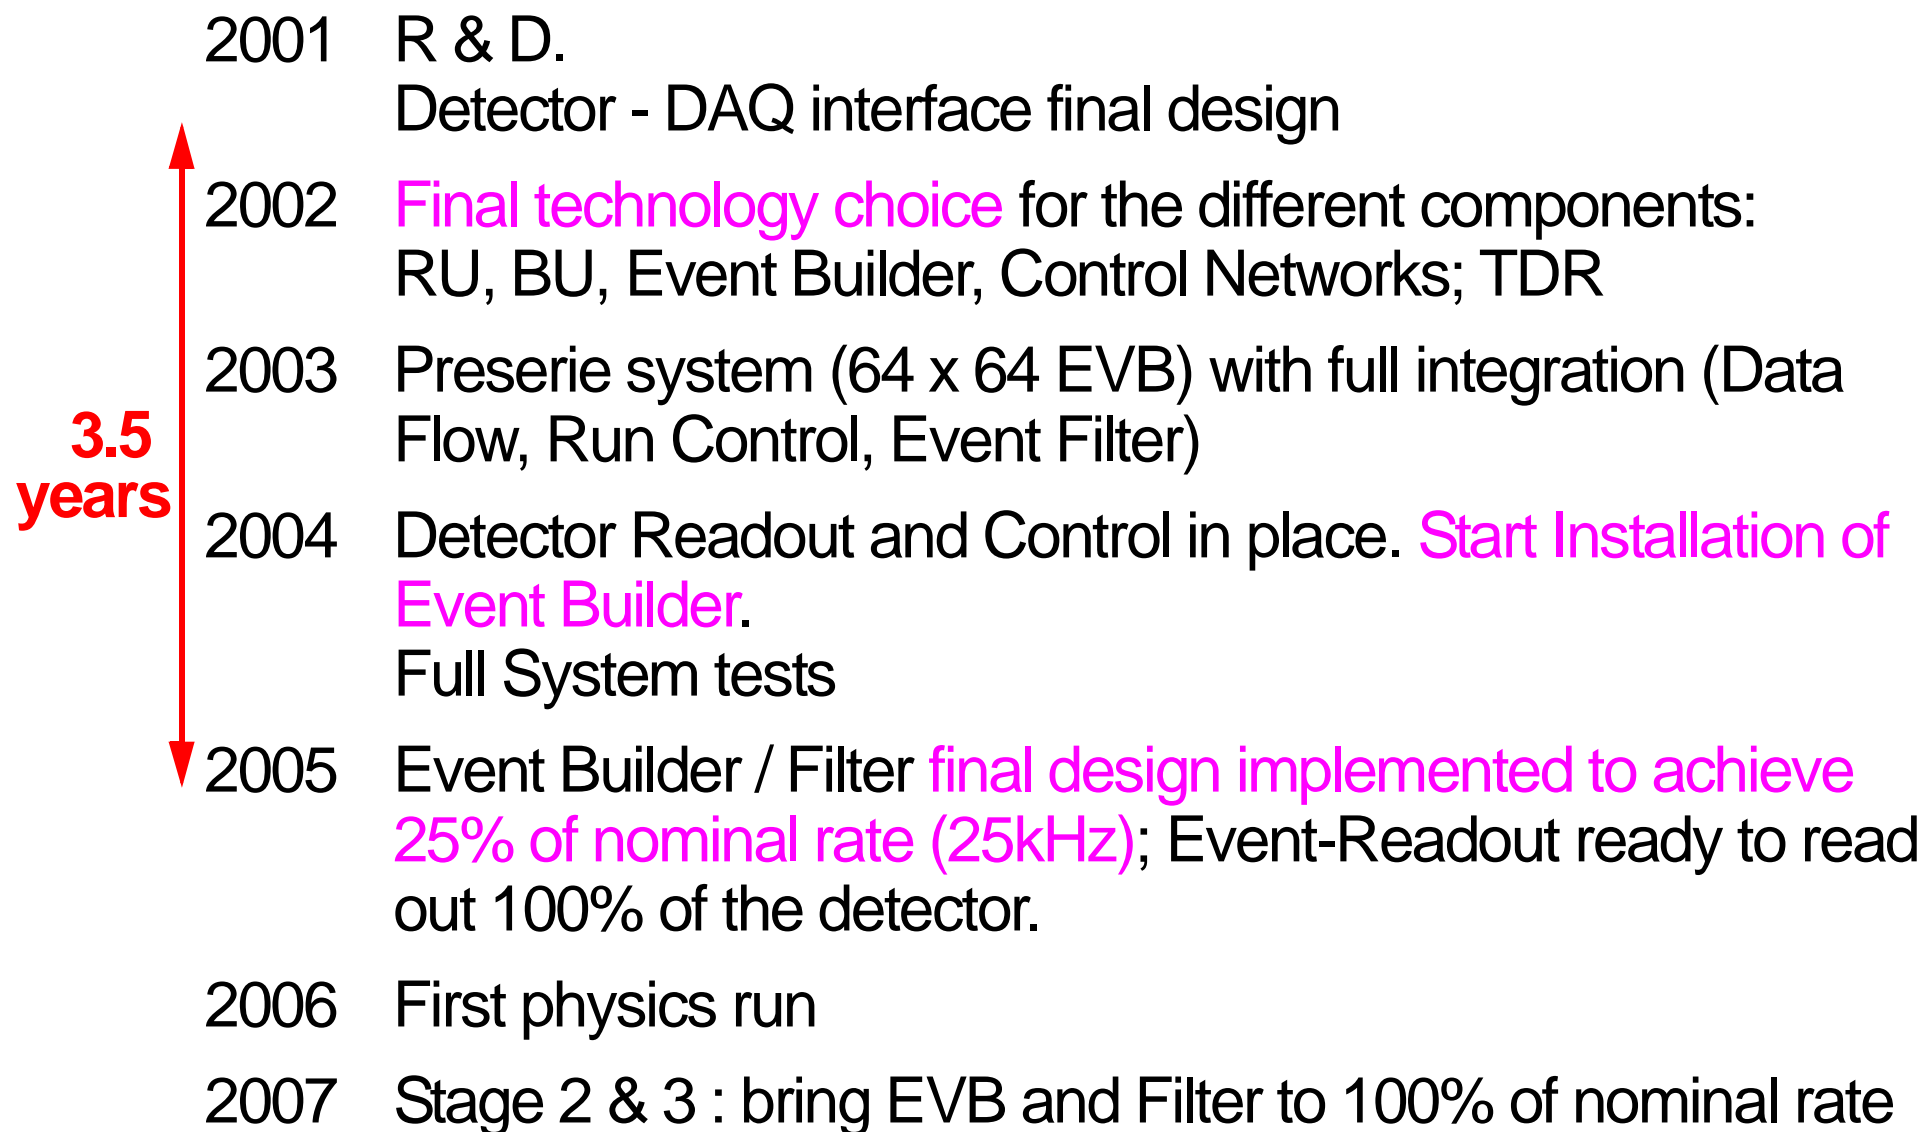 2001 R & D.
Detector - DAQ interface final design
2002 Final technology choice for the different components:
RU, BU, Event Builder, Control Networks; TDR
2003 Preserie system (64 x 64 EVB) with full integration (Data
Flow, Run Control, Event Filter)
3.5
years
2004 Detector Readout and Control in place. Start Installation of
Event Builder.
Full System tests
2005 Event Builder / Filter final design implemented to achieve
25% of nominal rate (25kHz); Event-Readout ready to read
out 100% of the detector.
2006 First physics run
2007 Stage 2 & 3 : bring EVB and Filter to 100% of nominal rate